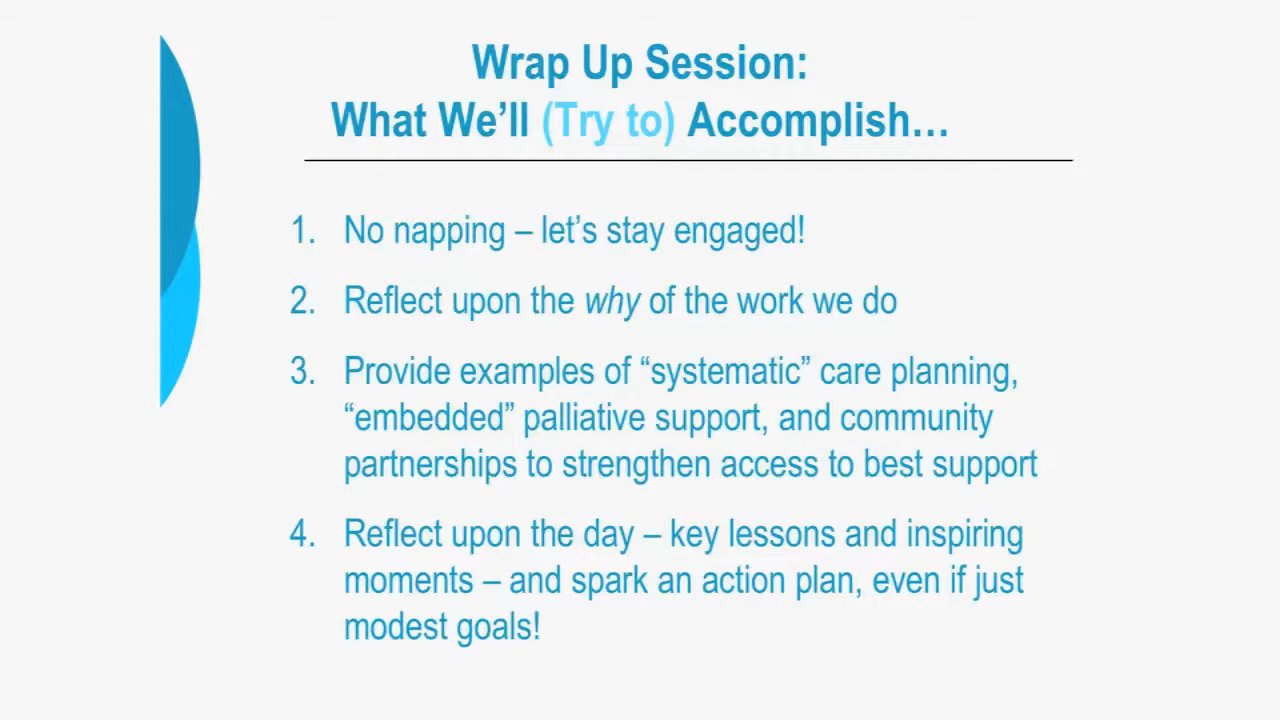 Wrap Up Session:
What We’ll (Try to) Accomplish…
1. No napping – let’s stay engaged!
2. Reflect upon the why of the work we do
3. Provide examples of “systematic” care planning,
“embedded” palliative support, and community
partnerships to strengthen access to best support
4. Reflect upon the day – key lessons and inspiring
moments – and spark an action plan, even if just
modest goals!